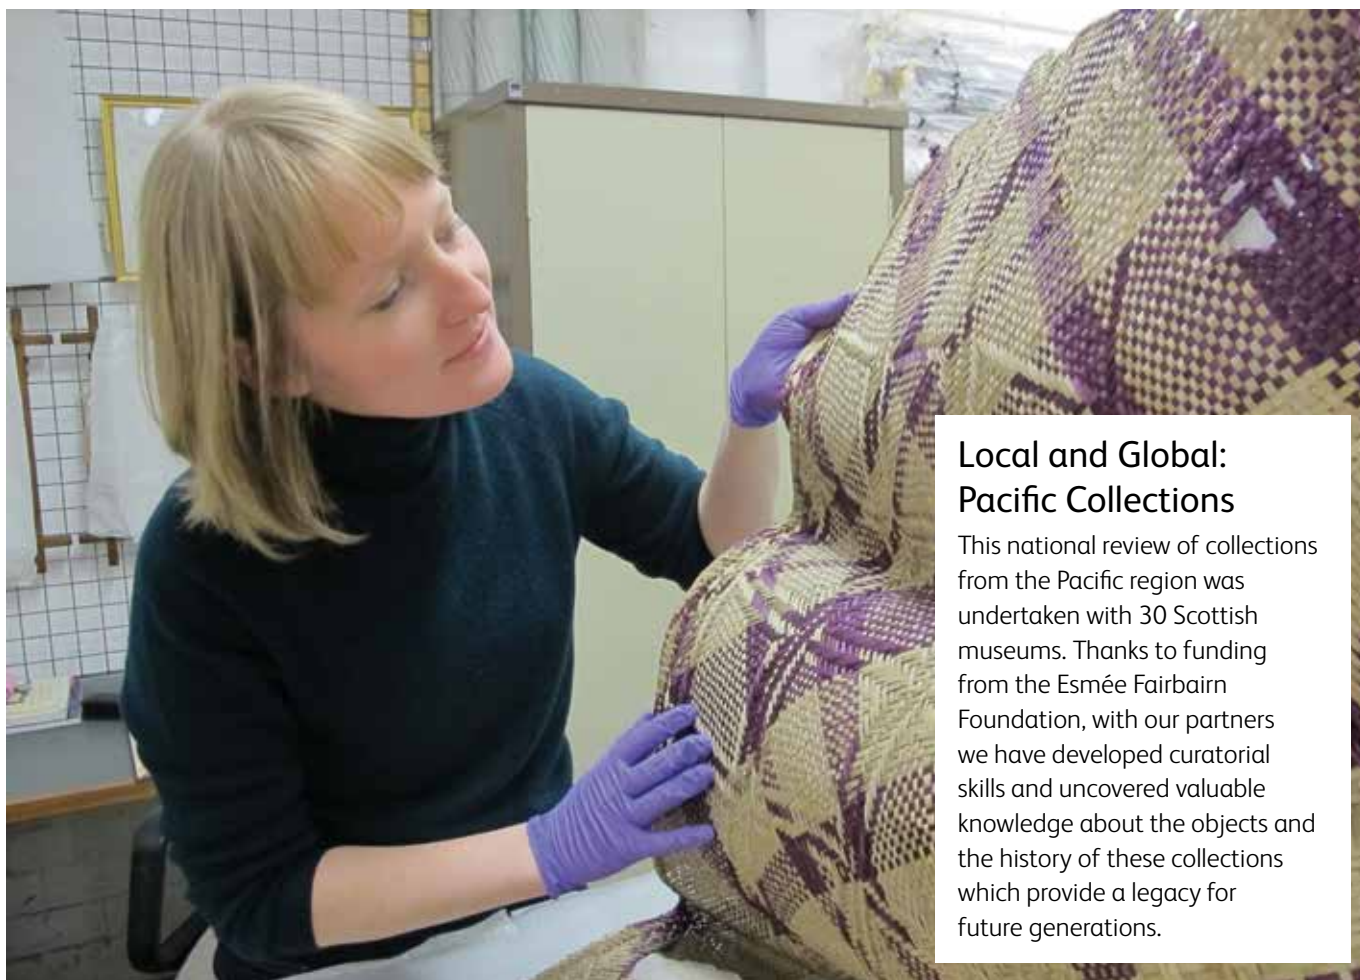 Local and Global:
Pacific Collections
This national review of collections
from the Pacific region was
undertaken with 30 Scottish
museums. Thanks to funding
from the Esmée Fairbairn
Foundation, with our partners
we have developed curatorial
skills and uncovered valuable
knowledge about the objects and
the history of these collections
which provide a legacy for
future generations.